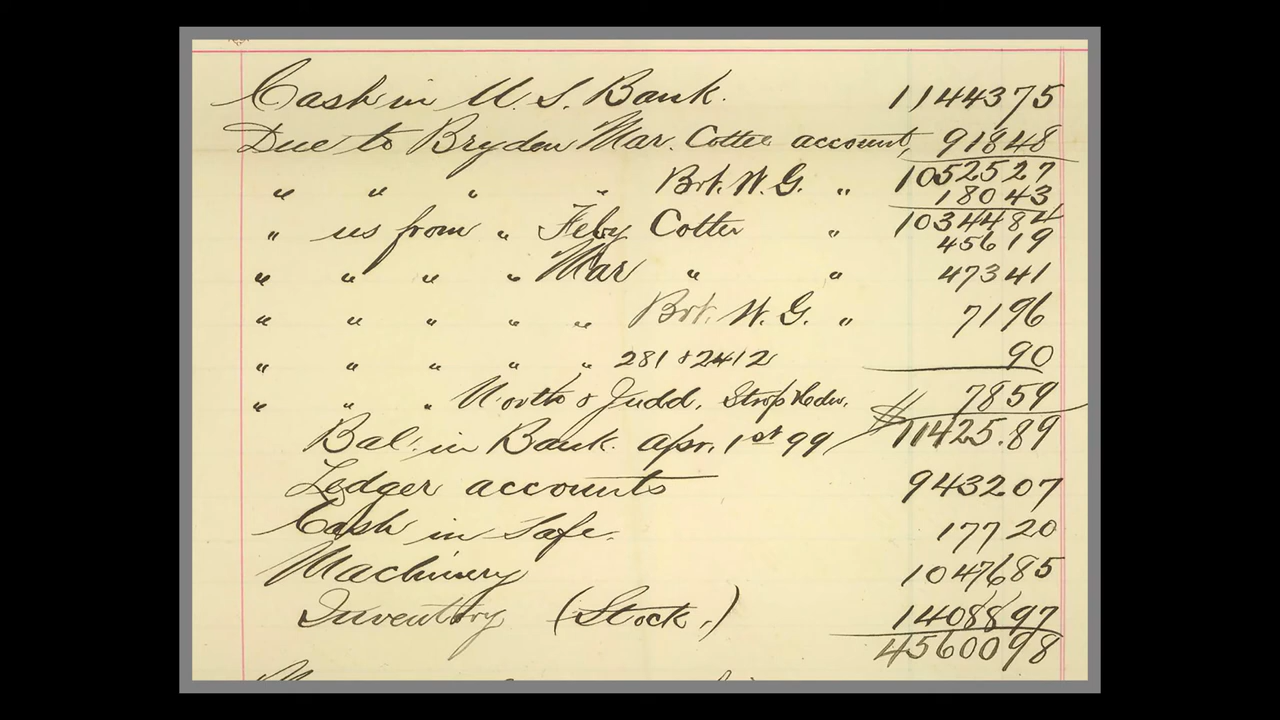 Cash in U. S. Bank. 1144375
Due to Bryden Mar. Cotter account, 91848
1052527
" " " " Brt. W. G. " 18043
1034484
" us from " Feby Cotter " 45619
" " " " Mar " " 47341
" " " " " Brt. W. G. " 7196
" " " " " 281 & 2412 90
" " " North & Judd, Strop Hedw. 7859
Bal. in Bank. Apr. 1st 99 $11425.89
Ledger accounts 943207
Cash in Safe. 17720
Machinery 1047685
Inventory (Stock.) 1408897
4560098